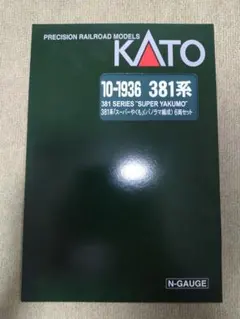 PRECISION RAILROAD MODELS
KATO
10-1936 381系
381 SERIES "SUPER YAKUMO"
381系「スーパーやくも」(パノラマ編成) 6両セット
N-GAUGE